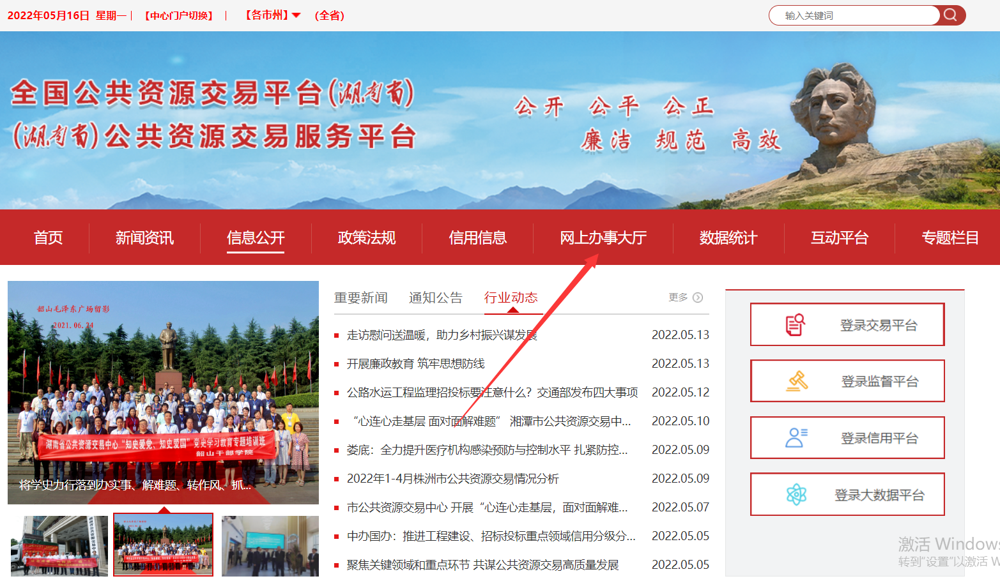 2022年05月16日 星期一 | 【中心门户切换】 | 【各市州】 (全省)
输入关键词
全国公共资源交易平台(湖南省)
(湖南省)公共资源交易服务平台
公开 公平 公正
廉洁 规范 高效
首页 新闻资讯 信息公开 政策法规 信用信息 网上办事大厅 数据统计 互动平台 专题栏目
韶山毛泽东广场留影
2021.06.24
湖南省公共资源交易中心“知史爱党、知史爱国”党史学习教育专题培训班
韶山干部学院
将学史力行落到办实事、解难题、转作风、抓...
重要新闻 通知公告 行业动态 更多
走访慰问送温暖，助力乡村振兴谋发展 2022.05.13
开展廉政教育 筑牢思想防线 2022.05.13
公路水运工程监理招投标要注意什么？交通部发布四大事项 2022.05.12
“心连心走基层 面对面解难题” 湘潭市公共资源交易中... 2022.05.10
娄底：全力提升医疗机构感染预防与控制水平 扎紧防控... 2022.05.09
2022年1-4月株洲市公共资源交易情况分析 2022.05.09
市公共资源交易中心 开展“心连心走基层，面对面解难... 2022.05.07
中办国办：推进工程建设、招标投标重点领域信用分级分... 2022.05.05
聚焦关键领域和重点环节 共谋公共资源交易高质量发展 2022.05.05
登录交易平台
登录监督平台
登录信用平台
登录大数据平台
激活 Windows
转到“设置”以激活 W